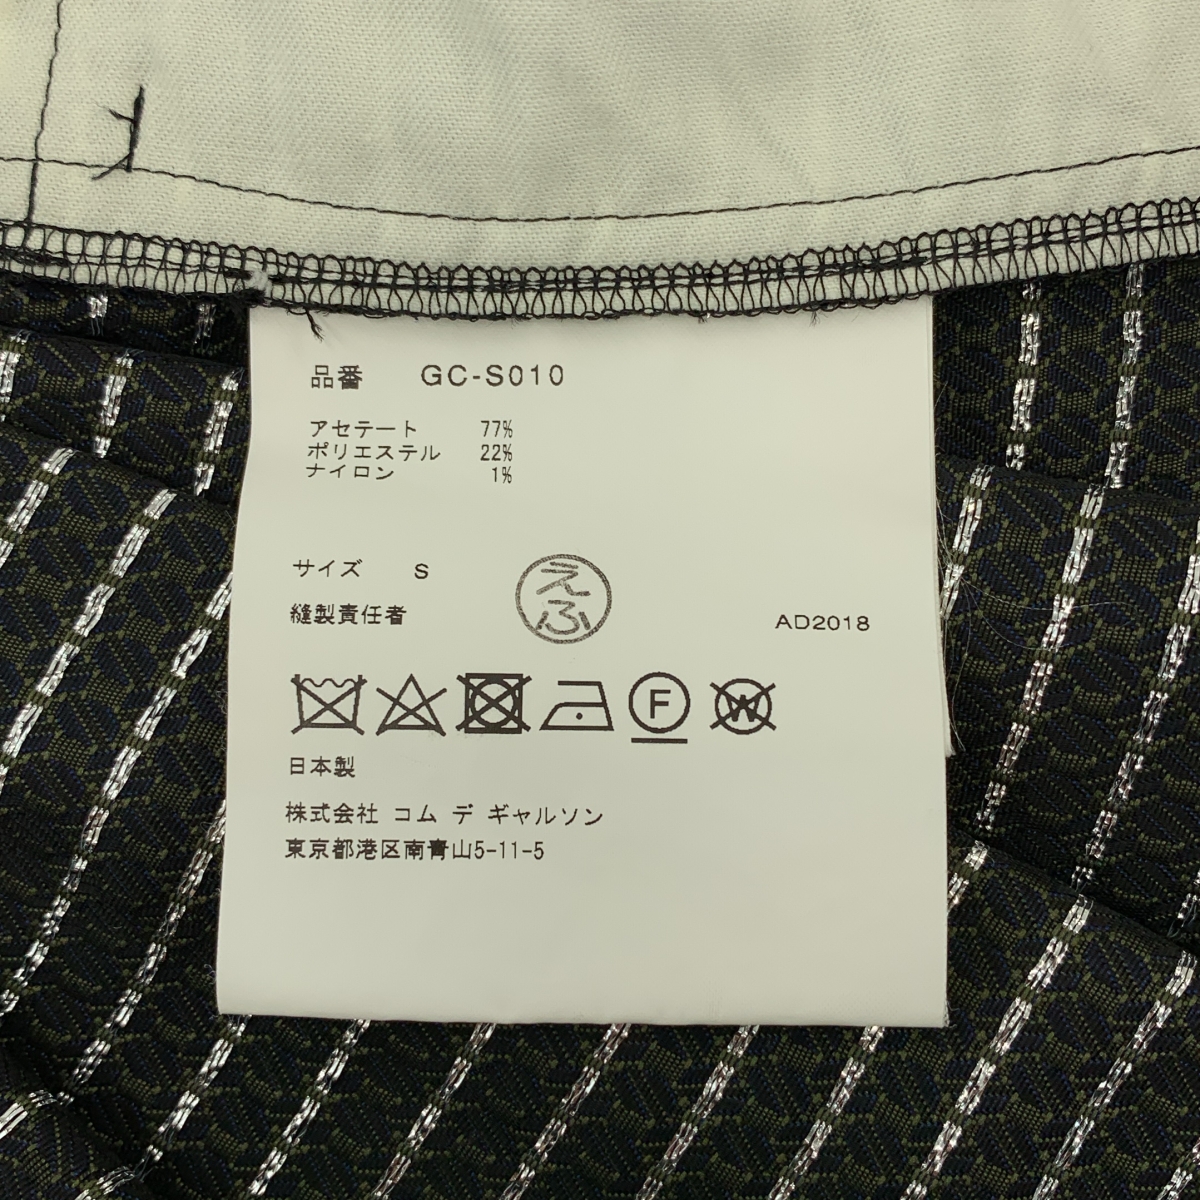 品番 GC-S010
アセテート 77%
ポリエステル 22%
ナイロン 1%
サイズ S
縫製責任者
えふ
AD2018
F
W
日本製
株式会社 コム デ ギャルソン
東京都港区南青山5-11-5